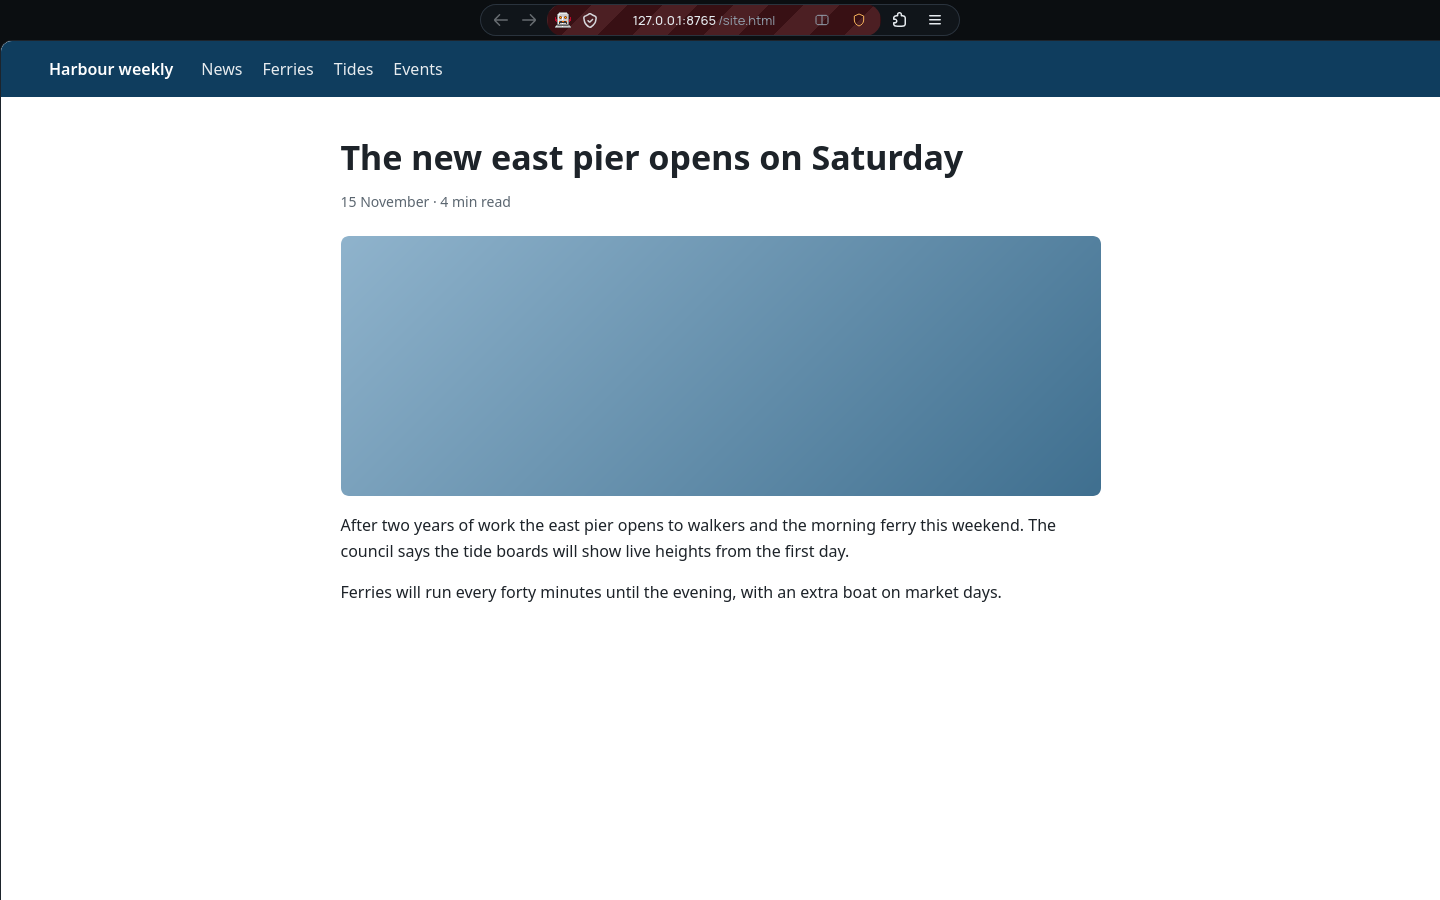 127.0.0.1:8765/site.html
Harbour weekly News Ferries Tides Events
The new east pier opens on Saturday
15 November · 4 min read
After two years of work the east pier opens to walkers and the morning ferry this weekend. The
council says the tide boards will show live heights from the first day.
Ferries will run every forty minutes until the evening, with an extra boat on market days.